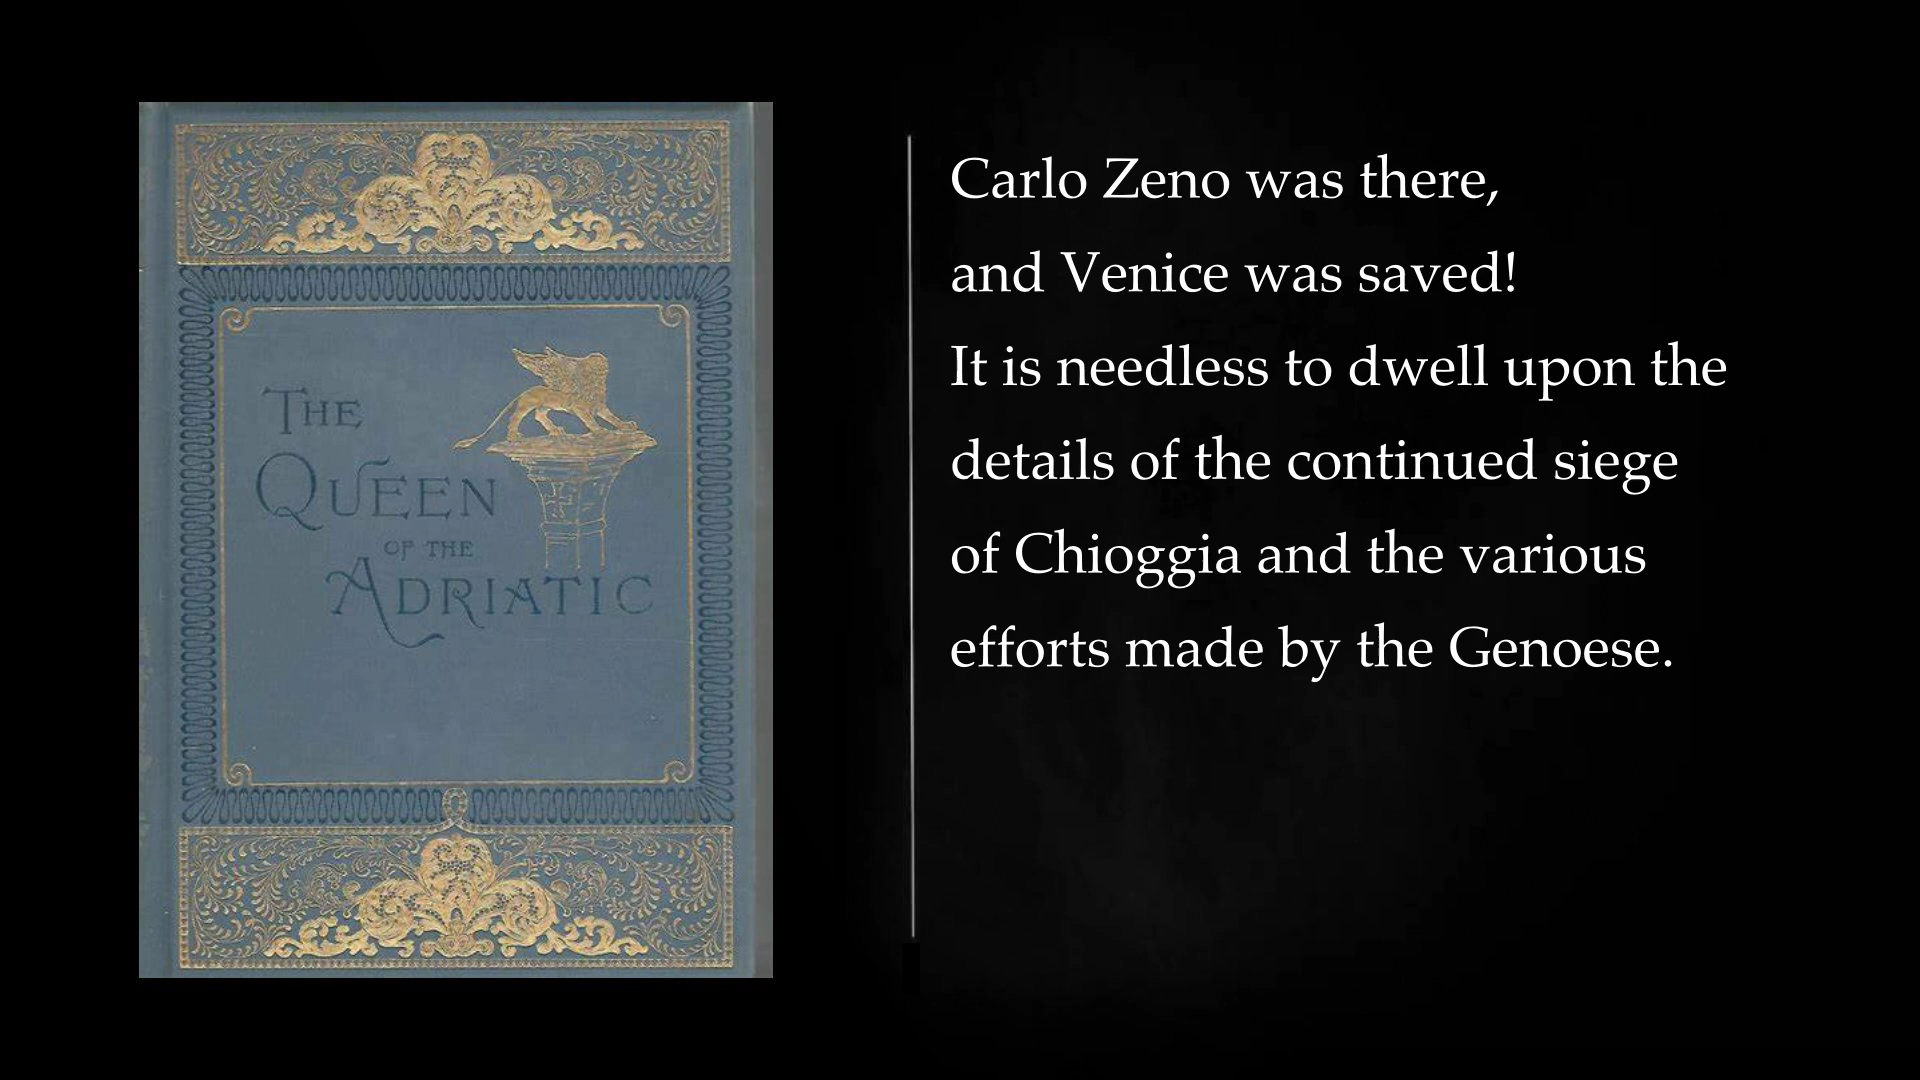 THE
QUEEN
OF THE
ADRIATIC
Carlo Zeno was there,
and Venice was saved!
It is needless to dwell upon the
details of the continued siege
of Chioggia and the various
efforts made by the Genoese.